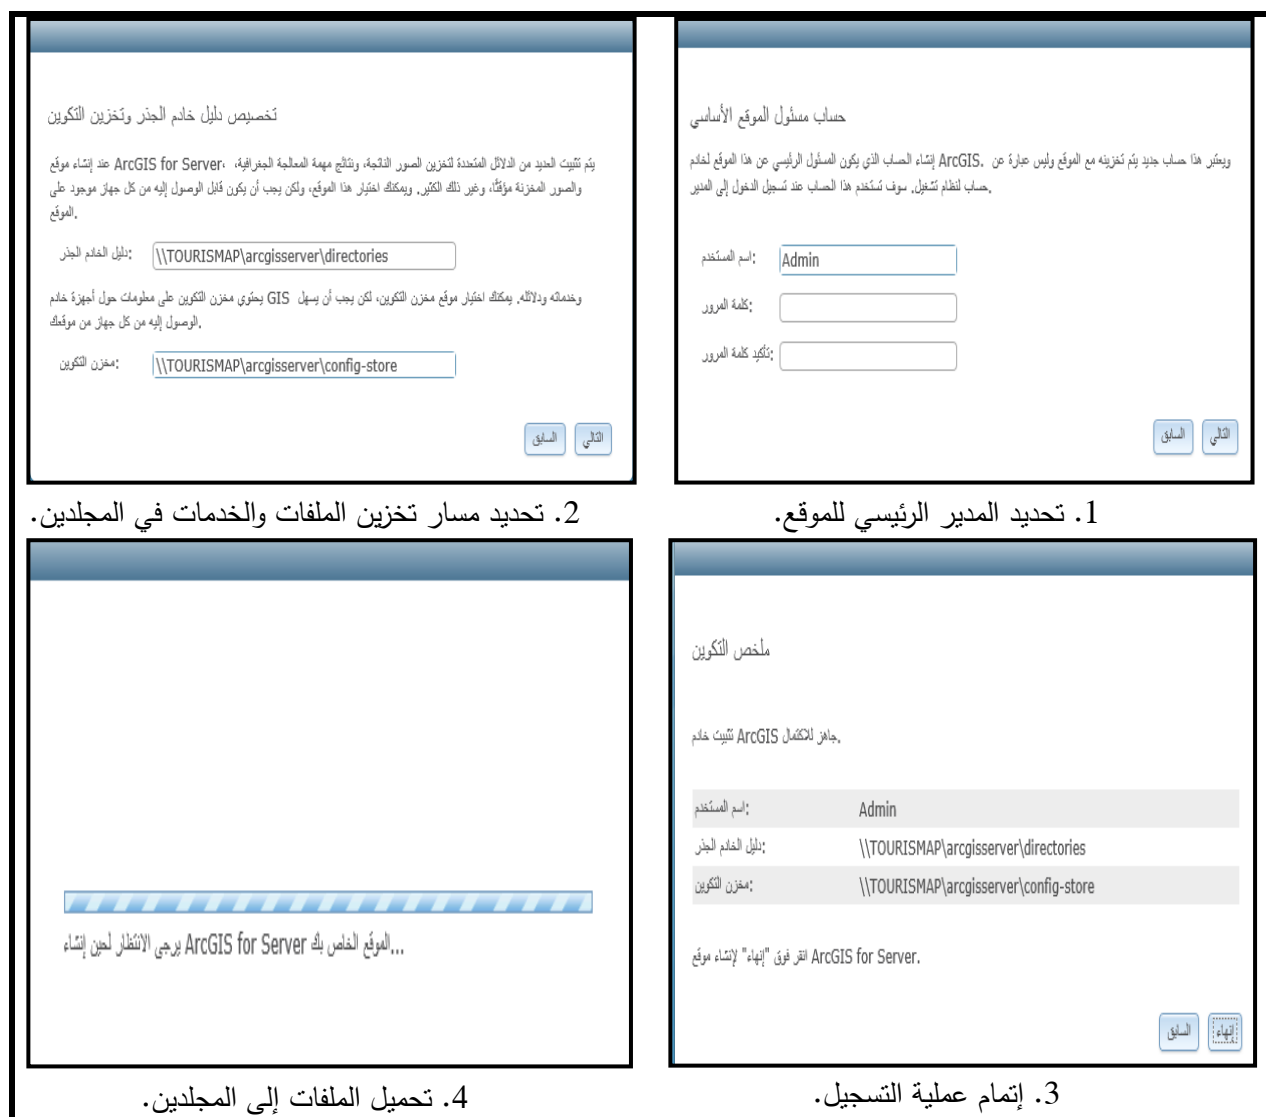 حساب مسئول الموقع الأساسي
ويعتبر هذا حساب جديد يتم تخزينه مع الموقع وليس عبارة عن .ArcGIS إنشاء الحساب الذي يكون المسئول الرئيسي عن هذا الموقع لخادم
.حساب لنظام تشغيل. سوف تستخدم هذا الحساب عند تسجيل الدخول إلى المدير
:اسم المستخدم Admin
:كلمة المرور
:تأكيد كلمة المرور
السابق التالي
1. تحديد المدير الرئيسي للموقع.
تخصيص دليل خادم الجذر وتخزين التكوين
يتم تثبيت العديد من الدلائل المتعددة لتخزين الصور الناتجة، ونتائج مهمة المعالجة الجغرافية، ،ArcGIS for Server عند إنشاء موقع
والصور المخزنة مؤقتًا، وغير ذلك الكثير. ويمكنك اختيار هذا الموقع، ولكن يجب أن يكون قابل الوصول إليه من كل جهاز موجود على
.الموقع
:دليل الخادم الجذر \\TOURISMAP\arcgisserver\directories
وخدماته ودلائله. يمكنك اختيار موقع مخزن التكوين، لكن يجب أن يسهل GIS يحتوي مخزن التكوين على معلومات حول أجهزة خادم
.الوصول إليه من كل جهاز من موقعك
:مخزن التكوين \\TOURISMAP\arcgisserver\config-store
السابق التالي
2. تحديد مسار تخزين الملفات والخدمات في المجلدين.
ملخص التكوين
.جاهز للاكتمال ArcGIS تثبيت خادم
:اسم المستخدم Admin
:دليل الخادم الجذر \\TOURISMAP\arcgisserver\directories
:مخزن التكوين \\TOURISMAP\arcgisserver\config-store
انقر فوق "إنهاء" لإنشاء موقع ArcGIS for Server.
السابق إنهاء
3. إتمام عملية التسجيل.
...الموقع الخاص بك ArcGIS for Server يرجى الانتظار لحين إنشاء
4. تحميل الملفات إلى المجلدين.